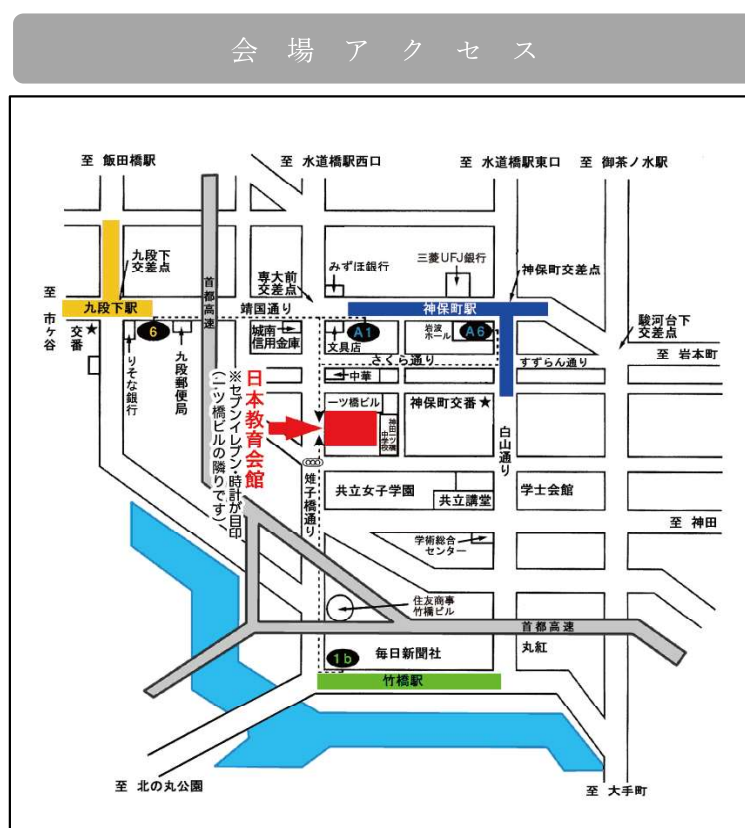 会場アクセス
至 飯田橋駅
至 水道橋駅西口
至 水道橋駅東口
至 御茶ノ水駅
九段下
交差点
首都高速
専大前
交差点
みずほ銀行
三菱UFJ銀行
神保町交差点
至 市ヶ谷
九段下駅
靖国通り
神保町駅
駿河台下
交差点
交番★
6
りそな銀行
九段郵便局
城南
信用金庫
A1
文具店
岩波
ホール
A6
さくら通り
すずらん通り
至 岩本町
中華
日本教育会館
※セブンイレブン・時計が目印
(一ツ橋ビルの隣りです)
一ツ橋ビル
神田一ツ橋
中学校
神保町交番★
白山通り
雉子橋通り
共立女子学園
共立講堂
学士会館
至 神田
学術総合
センター
住友商事
竹橋ビル
首都高速
1b
毎日新聞社
丸紅
竹橋駅
至 北の丸公園
至 大手町